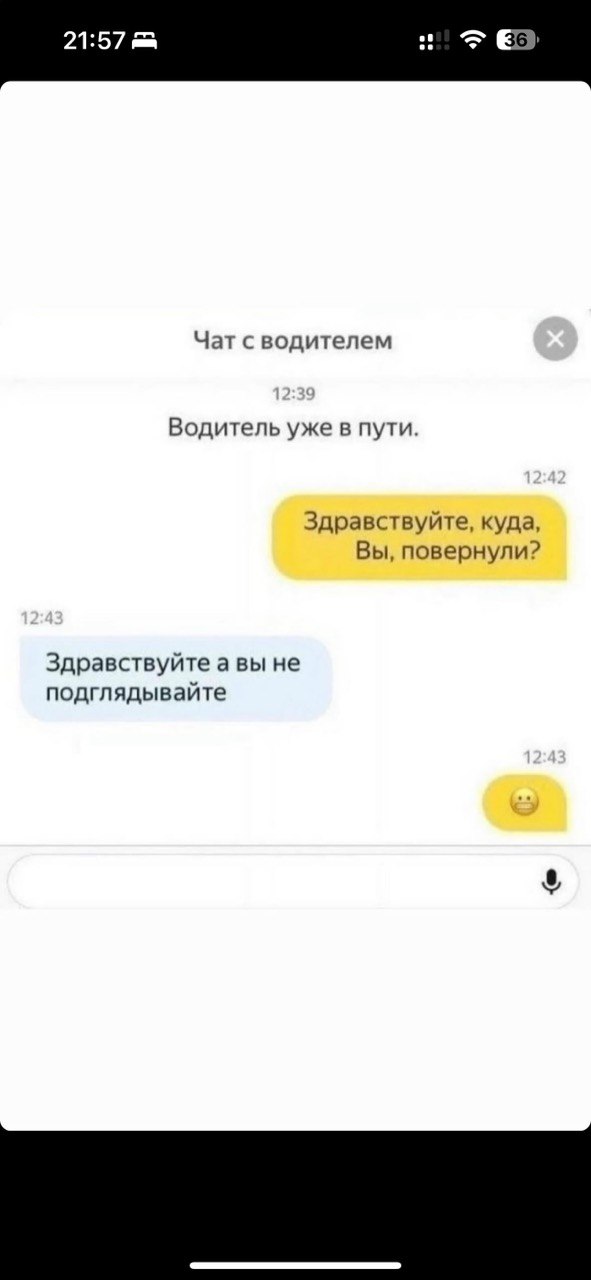 21:57
36
Чат с водителем
12:39
Водитель уже в пути.
12:42
Здравствуйте, куда,
Вы, повернули?
12:43
Здравствуйте а вы не
подглядывайте
12:43
😬